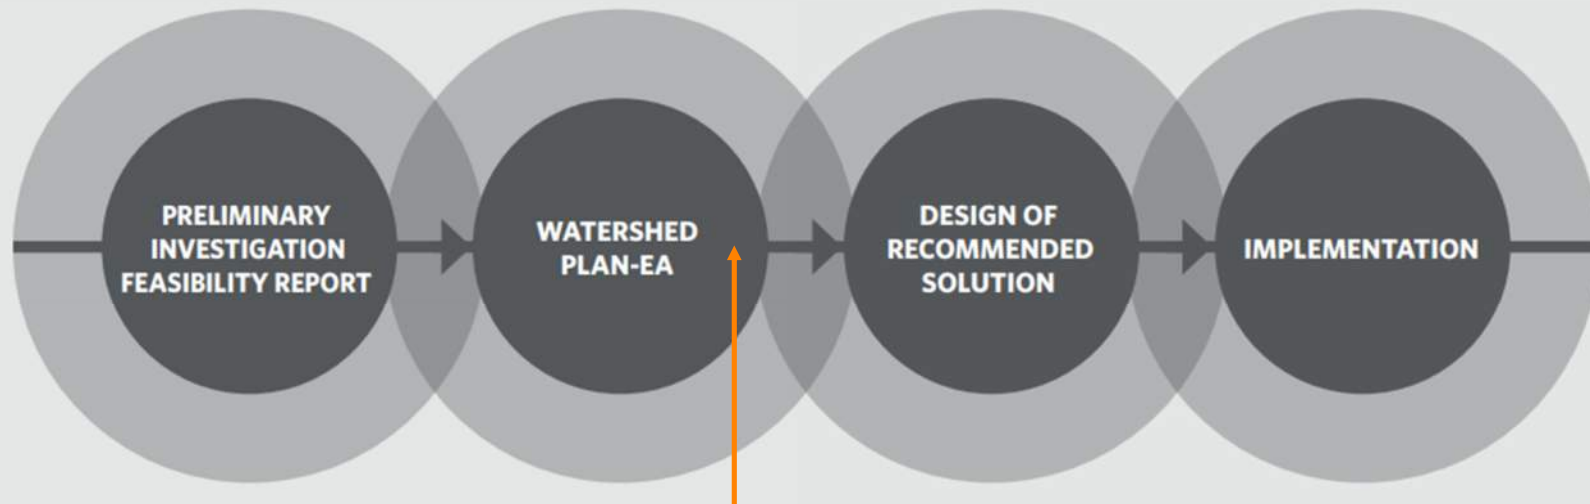 PRELIMINARY
INVESTIGATION
FEASIBILITY REPORT
WATERSHED
PLAN-EA
DESIGN OF
RECOMMENDED
SOLUTION
IMPLEMENTATION